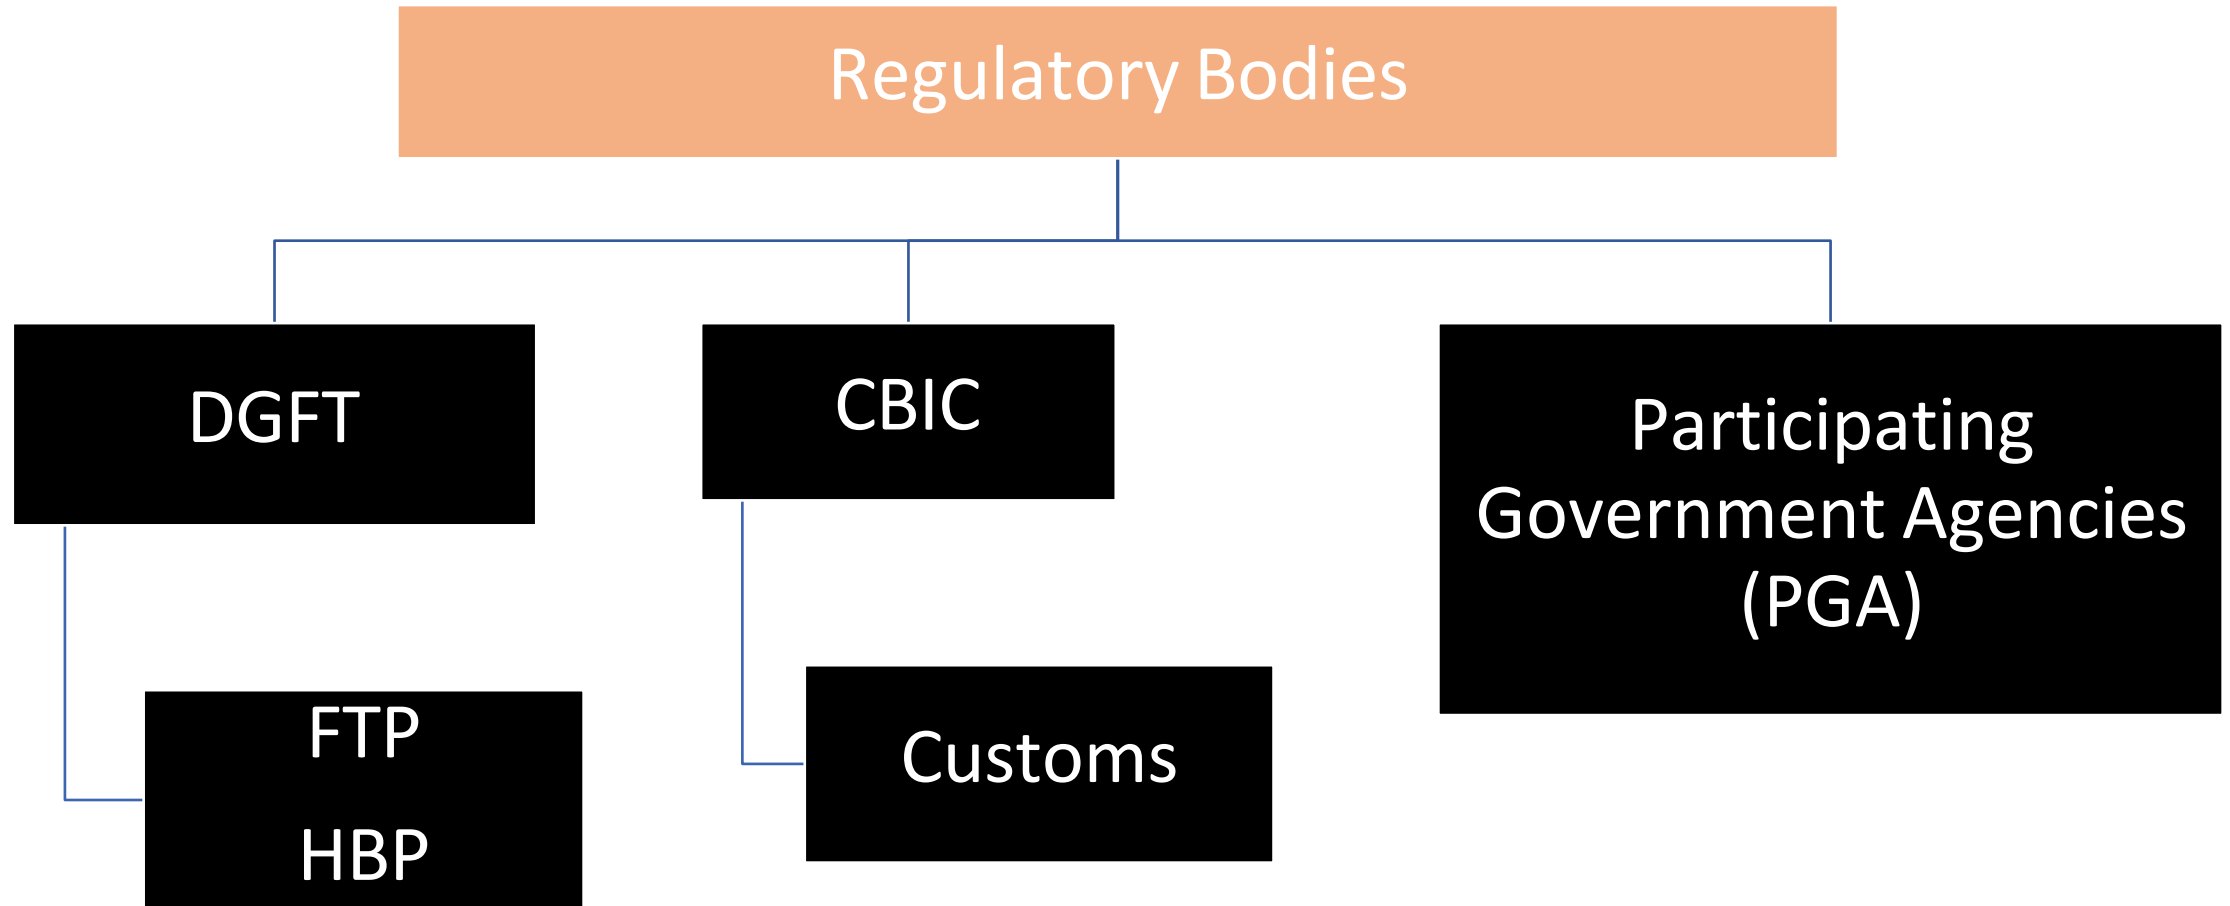 Regulatory Bodies
DGFT
FTP
HBP
CBIC
Customs
Participating
Government Agencies
(PGA)